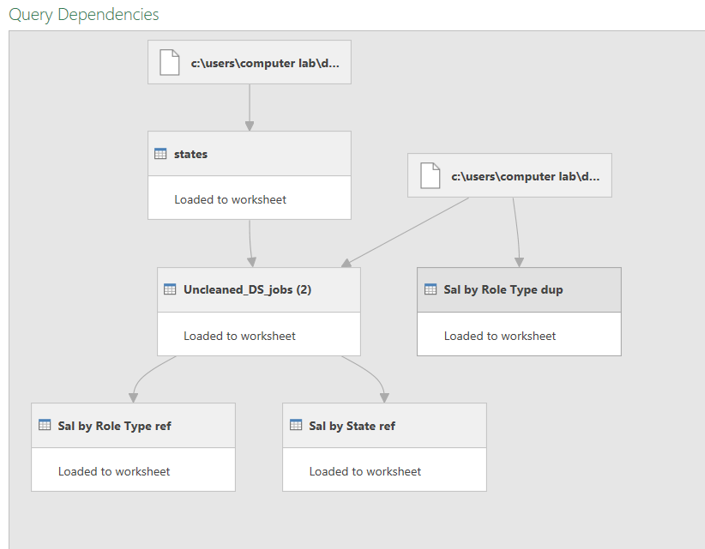 Query Dependencies
c:\users\computer lab\d...
states
Loaded to worksheet
c:\users\computer lab\d...
Uncleaned_DS_jobs (2)
Loaded to worksheet
Sal by Role Type dup
Loaded to worksheet
Sal by Role Type ref
Loaded to worksheet
Sal by State ref
Loaded to worksheet